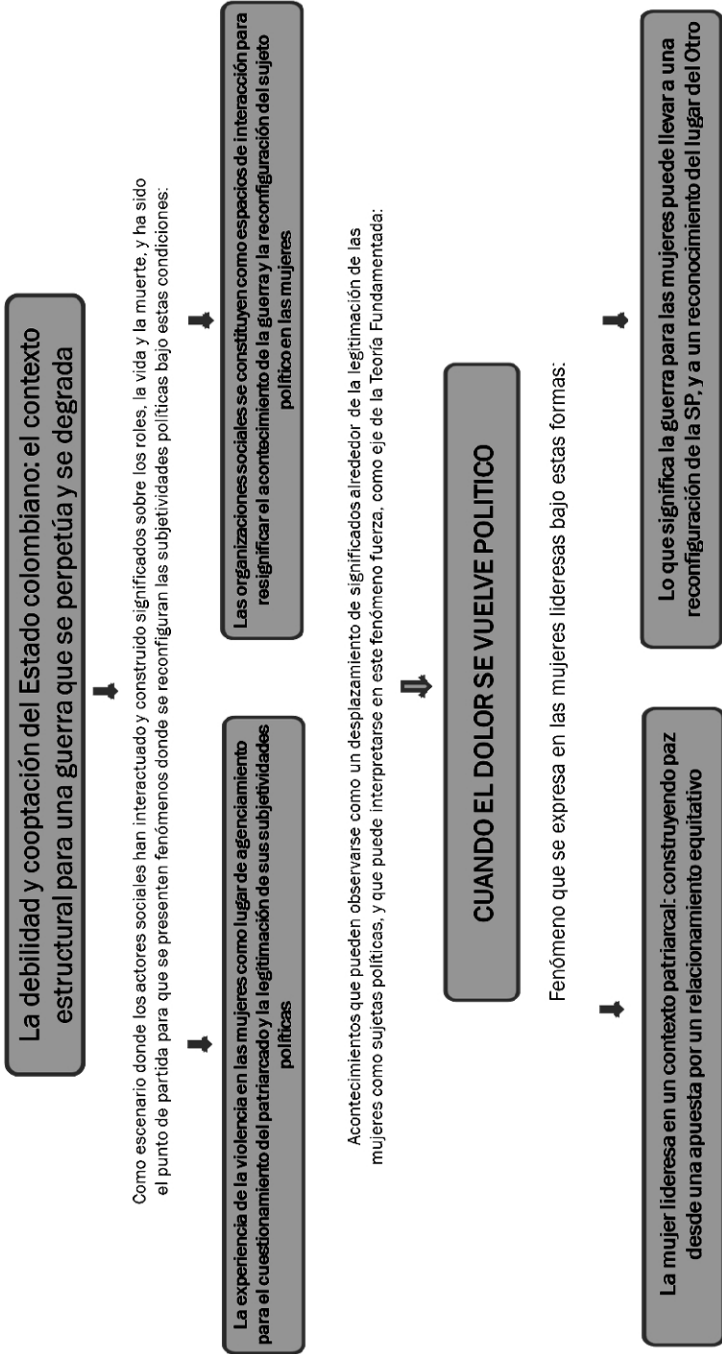 La debilidad y cooptación del Estado colombiano: el contexto
estructural para una guerra que se perpetúa y se degrada
Como escenario donde los actores sociales han interactuado y construido significados sobre los roles, la vida y la muerte, y ha sido
el punto de partida para que se presenten fenómenos donde se reconfiguran las subjetividades políticas bajo estas condiciones:
La experiencia de la violencia en las mujeres como lugar de agenciamiento
para el cuestionamiento del patriarcado y la legitimación de sus subjetividades
políticas
Las organizaciones sociales se constituyen como espacios de interacción para
resignificar el acontecimiento de la guerra y la reconfiguración del sujeto
político en las mujeres
Acontecimientos que pueden observarse como un desplazamiento de significados alrededor de la legitimación de las
mujeres como sujetas políticas, y que puede interpretarse en este fenómeno fuerza, como eje de la Teoría Fundamentada:
CUANDO EL DOLOR SE VUELVE POLITICO
Fenómeno que se expresa en las mujeres lideresas bajo estas formas:
La mujer lideresa en un contexto patriarcal: construyendo paz
desde una apuesta por un relacionamiento equitativo
Lo que significa la guerra para las mujeres puede llevar a una
reconfiguración de la SP, y a un reconocimiento del lugar del Otro